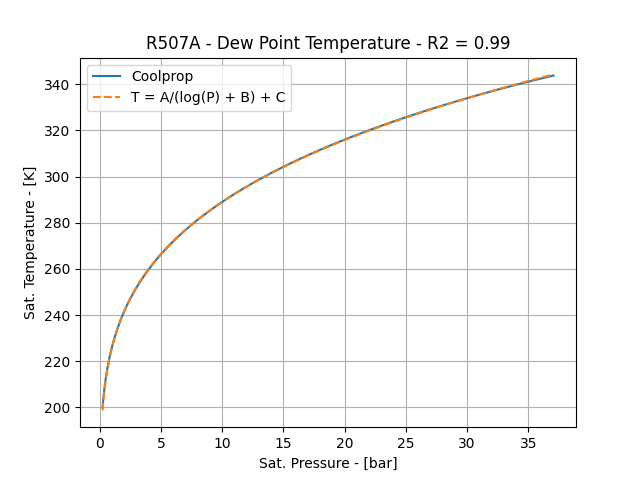 R507A - Dew Point Temperature - R2 = 0.99
Coolprop
T = A/(log(P) + B) + C
Sat. Temperature - [K]
340
320
300
280
260
240
220
200
0 5 10 15 20 25 30 35
Sat. Pressure - [bar]